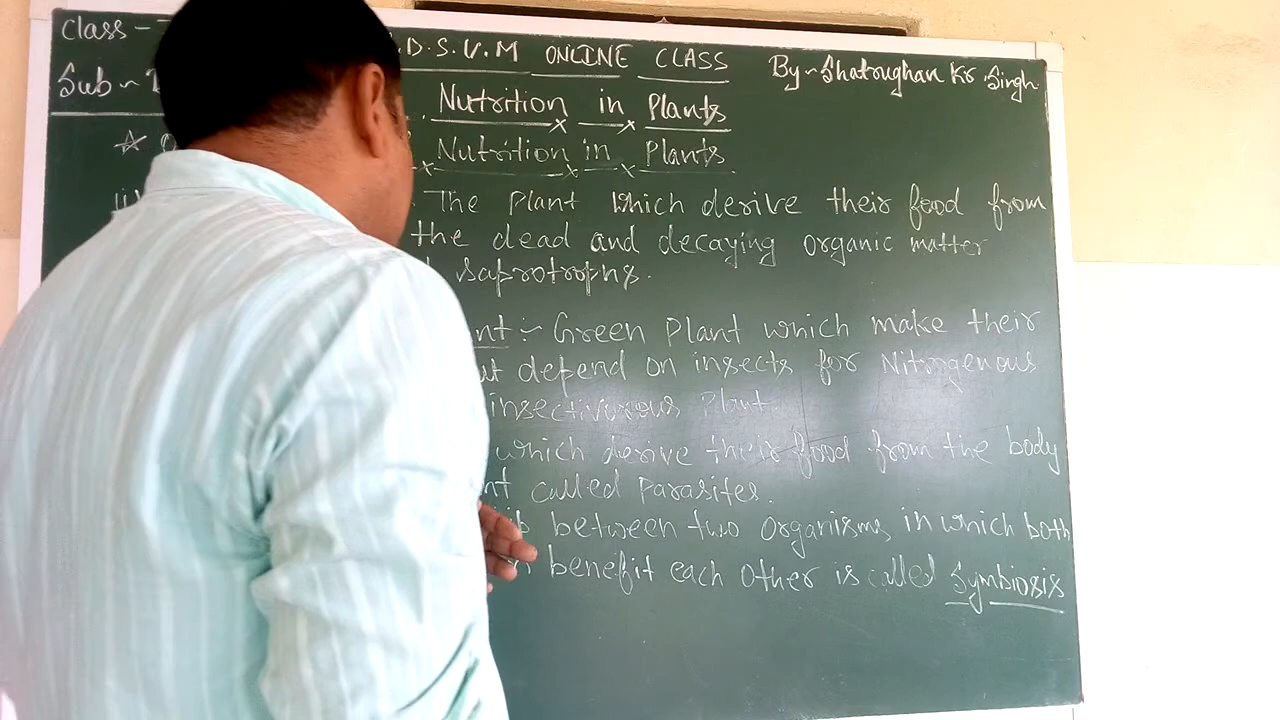 Class -
D.S.V.M ONLINE CLASS
By ~ Shatrughan Kr Singh
Sub ~
Nutrition in Plants
Nutrition in Plants
The Plant Which derive their food from
the dead and decaying organic matter
saprotrophs.
:- Green Plant which make their
depend on insects for Nitrogenous
insectivorous Plant
which derive their food from the body
called Parasites.
between two organisms in which both
benefit each other is called Symbiosis